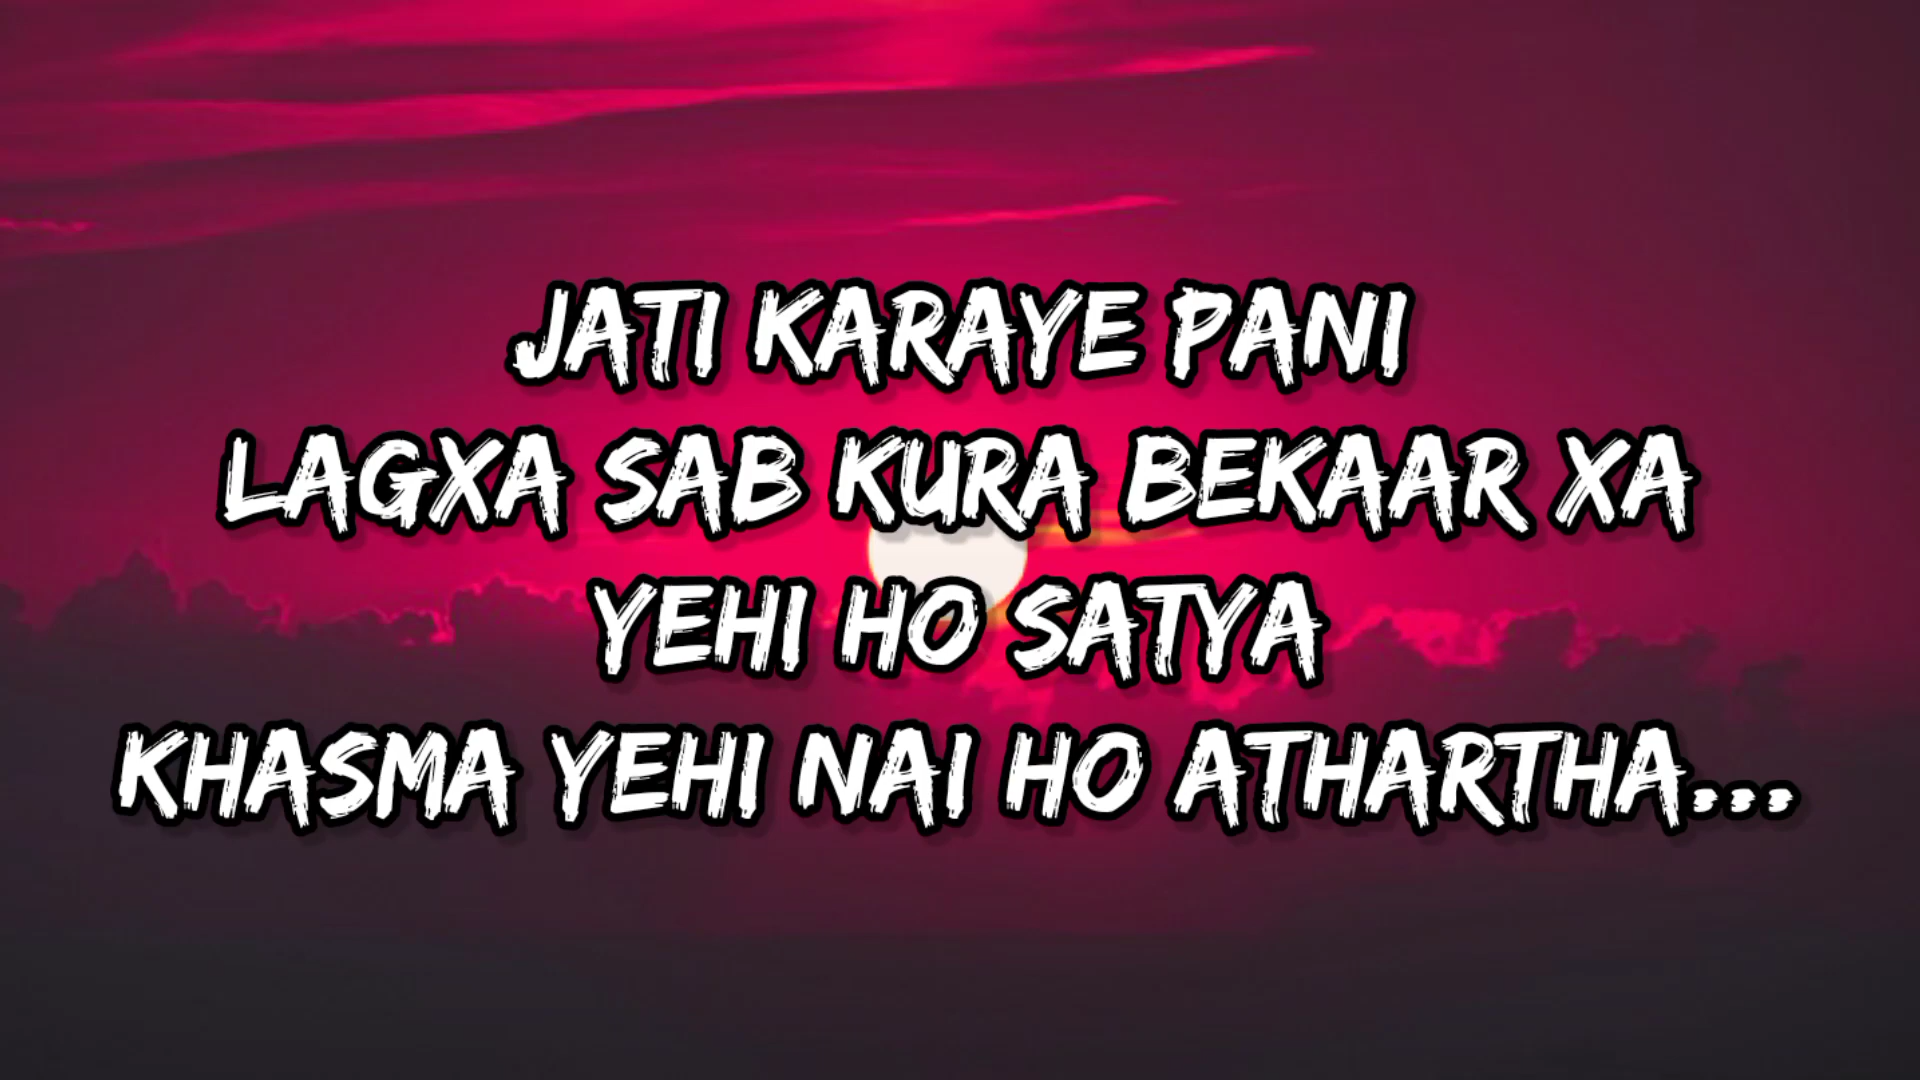 JATI KARAYE PANI
LAGXA SAB KURA BEKAAR XA
YEHI HO SATYA
KHASMA YEHI NAI HO ATHARTHA...